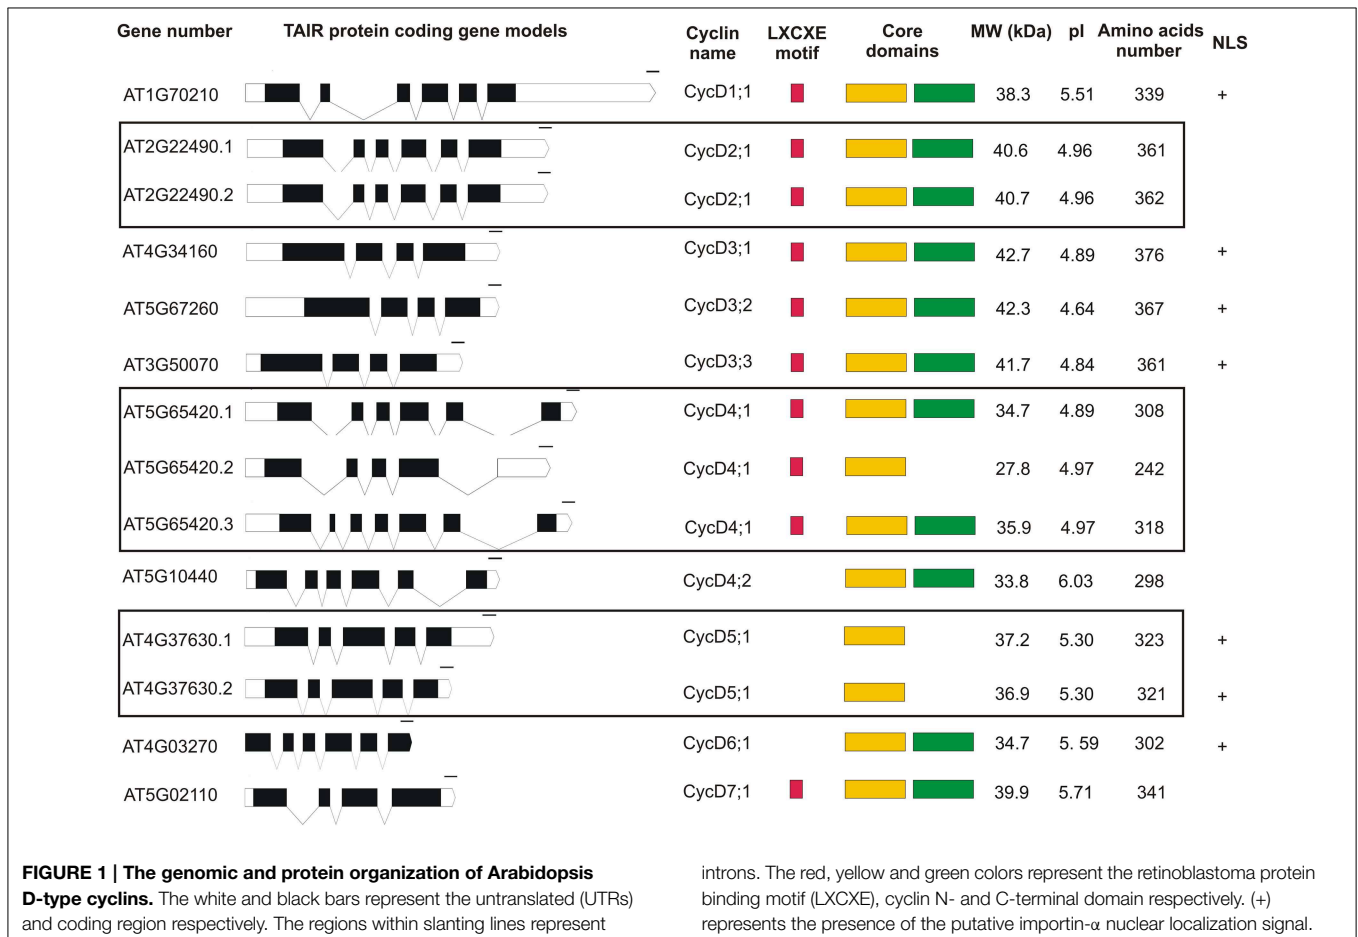 Gene number TAIR protein coding gene models Cyclin name LXCXE motif Core domains MW (kDa) pI Amino acids number NLS
AT1G70210 CycD1;1 38.3 5.51 339 +
AT2G22490.1 CycD2;1 40.6 4.96 361
AT2G22490.2 CycD2;1 40.7 4.96 362
AT4G34160 CycD3;1 42.7 4.89 376 +
AT5G67260 CycD3;2 42.3 4.64 367 +
AT3G50070 CycD3;3 41.7 4.84 361 +
AT5G65420.1 CycD4;1 34.7 4.89 308
AT5G65420.2 CycD4;1 27.8 4.97 242
AT5G65420.3 CycD4;1 35.9 4.97 318
AT5G10440 CycD4;2 33.8 6.03 298
AT4G37630.1 CycD5;1 37.2 5.30 323 +
AT4G37630.2 CycD5;1 36.9 5.30 321 +
AT4G03270 CycD6;1 34.7 5. 59 302 +
AT5G02110 CycD7;1 39.9 5.71 341
FIGURE 1 | The genomic and protein organization of Arabidopsis
D-type cyclins. The white and black bars represent the untranslated (UTRs)
and coding region respectively. The regions within slanting lines represent
introns. The red, yellow and green colors represent the retinoblastoma protein
binding motif (LXCXE), cyclin N- and C-terminal domain respectively. (+)
represents the presence of the putative importin-α nuclear localization signal.